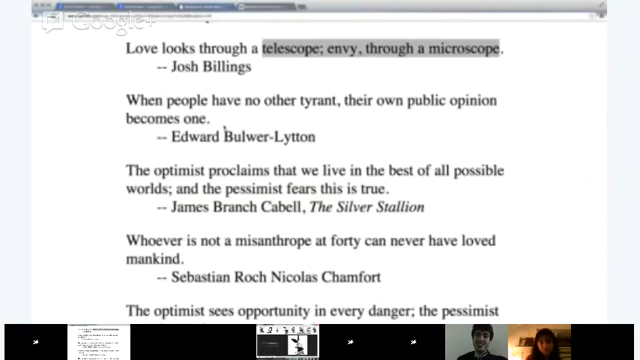 Google+
Love looks through a telescope; envy, through a microscope.
-- Josh Billings
When people have no other tyrant, their own public opinion
becomes one.
-- Edward Bulwer-Lytton
The optimist proclaims that we live in the best of all possible
worlds; and the pessimist fears this is true.
-- James Branch Cabell, The Silver Stallion
Whoever is not a misanthrope at forty can never have loved
mankind.
-- Sebastian Roch Nicolas Chamfort
The optimist sees opportunity in every danger; the pessimist